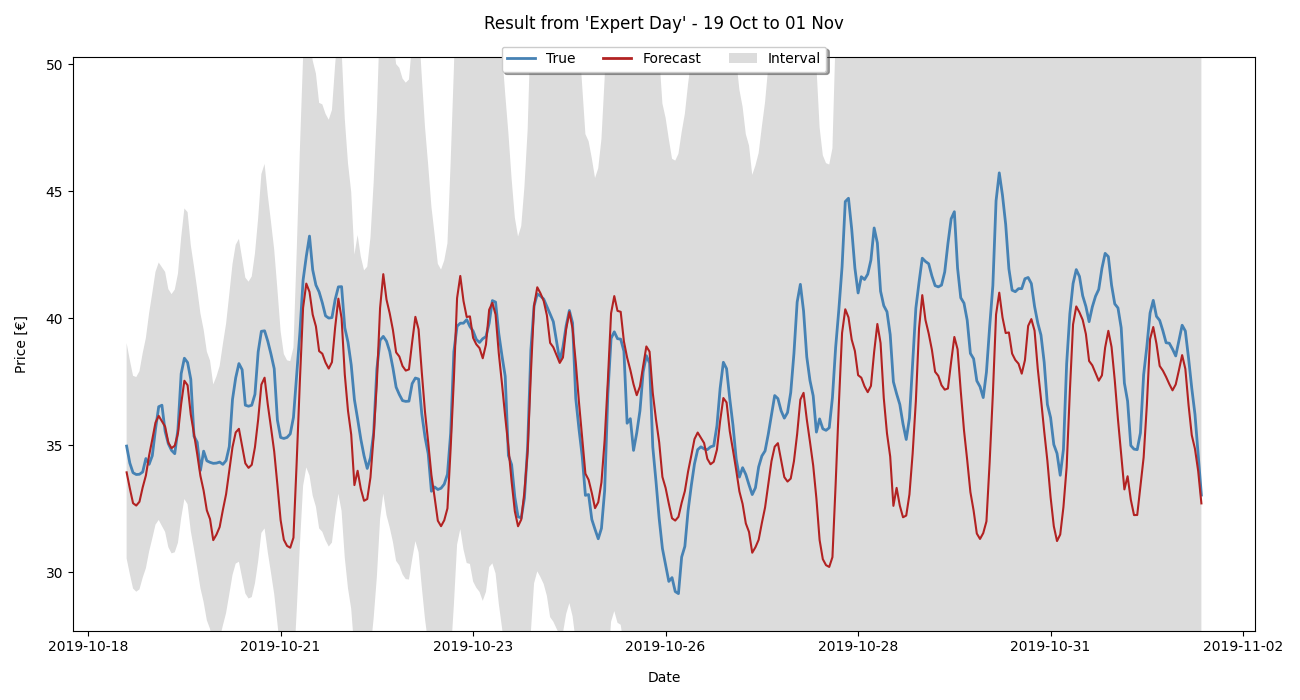 Result from 'Expert Day' - 19 Oct to 01 Nov
True Forecast Interval
50
45
40
35
30
Price [€]
2019-10-18 2019-10-21 2019-10-23 2019-10-26 2019-10-28 2019-10-31 2019-11-02
Date